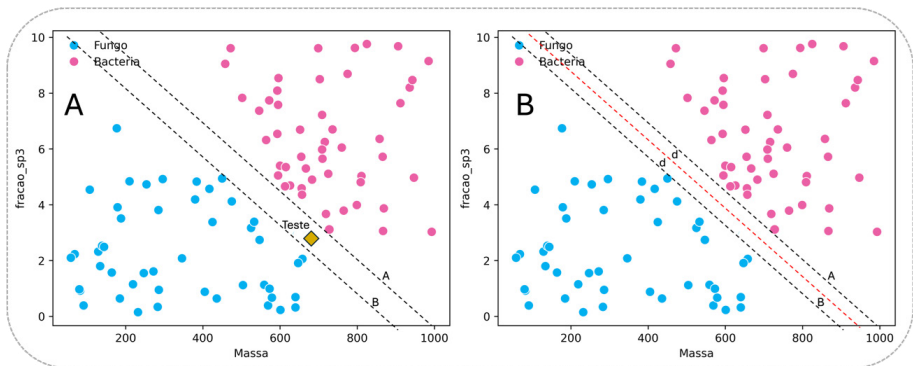 10
8
6
4
2
0
fracao_sp3
Fungo
Bacteria
A
Teste
A
B
200
400
600
800
1000
Massa
10
8
6
4
2
0
fracao_sp3
Fungo
Bacteria
B
d
d
A
B
200
400
600
800
1000
Massa